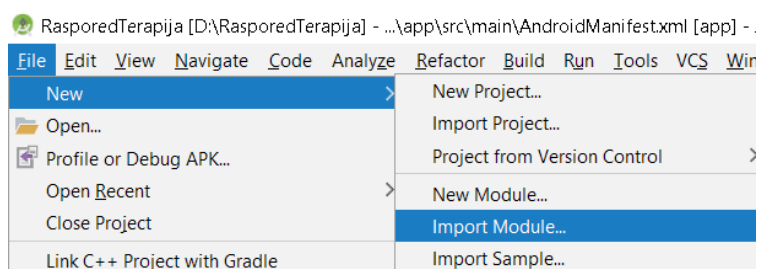 RasporedTerapija [D:\RasporedTerapija] - ...\app\src\main\AndroidManifest.xml [app] - .
File Edit View Navigate Code Analyze Refactor Build Run Tools VCS Win
New
Open...
Profile or Debug APK...
Open Recent
Close Project
Link C++ Project with Gradle
New Project...
Import Project...
Project from Version Control
New Module...
Import Module...
Import Sample...